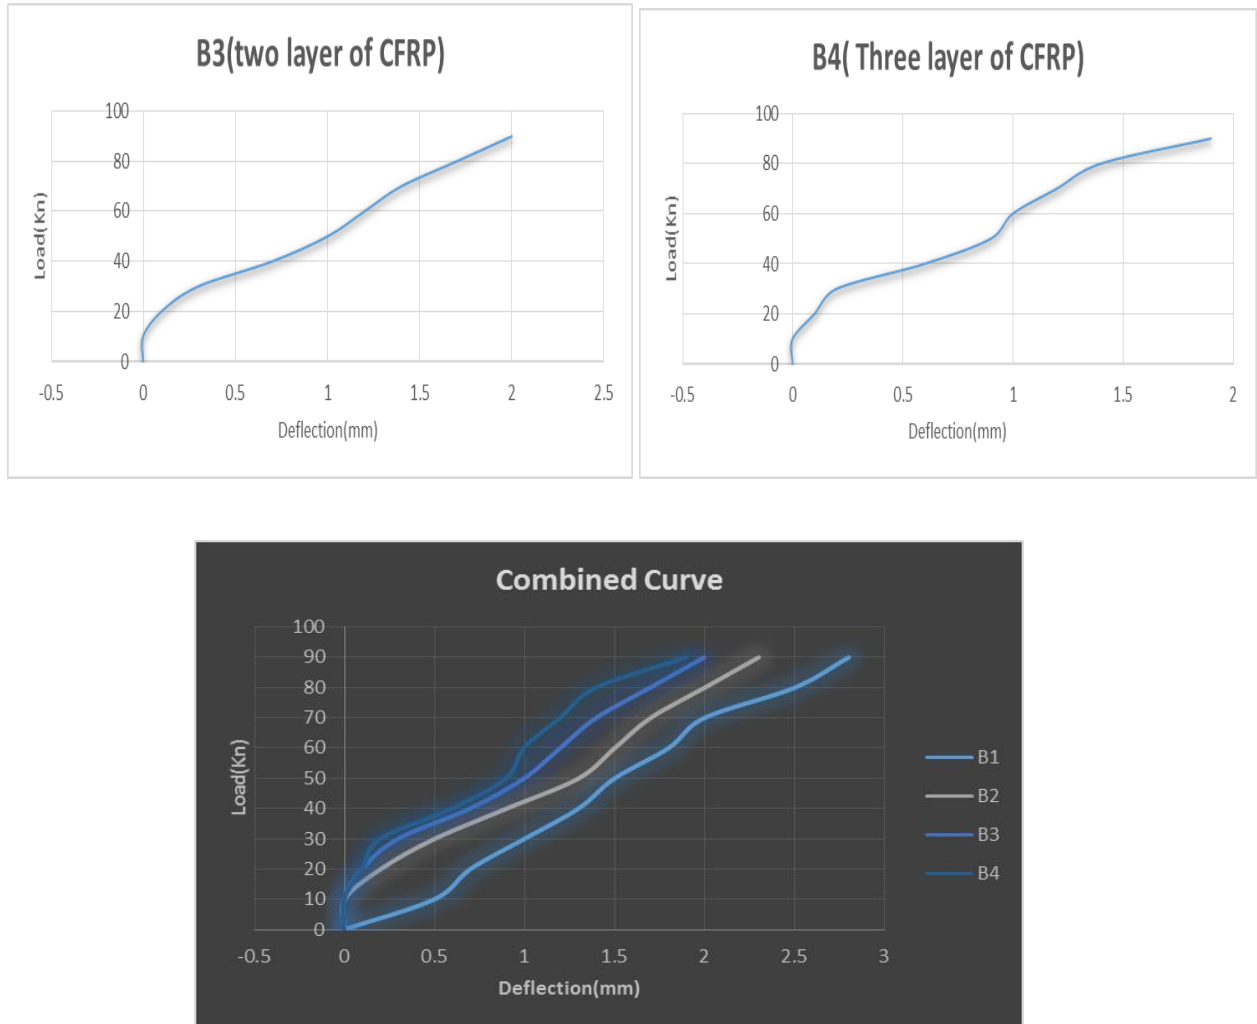 B3(two layer of CFRP)
100
80
60
40
20
0
-0.5 0 0.5 1 1.5 2 2.5
Load(Kn)
Deflection(mm)
B4( Three layer of CFRP)
100
80
60
40
20
0
-0.5 0 0.5 1 1.5 2
Load(Kn)
Deflection(mm)
Combined Curve
100
90
80
70
60
50
40
30
20
10
0
-0.5 0 0.5 1 1.5 2 2.5 3
Load(Kn)
Deflection(mm)
B1
B2
B3
B4